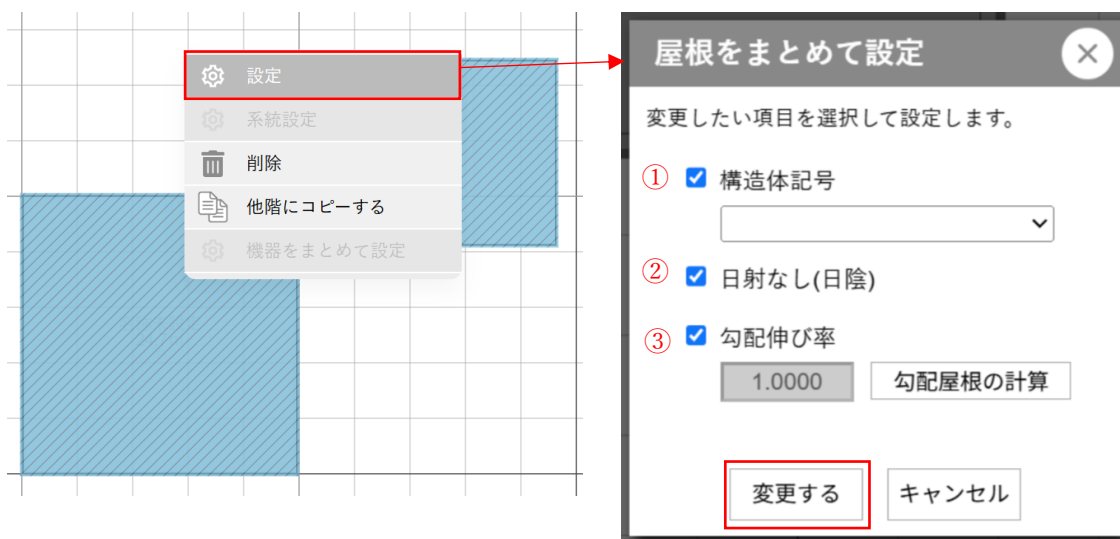 設定
系統設定
削除
他階にコピーする
機器をまとめて設定
屋根をまとめて設定
変更したい項目を選択して設定します。
① 構造体記号
② 日射なし(日陰)
③ 勾配伸び率
1.0000 勾配屋根の計算
変更する キャンセル